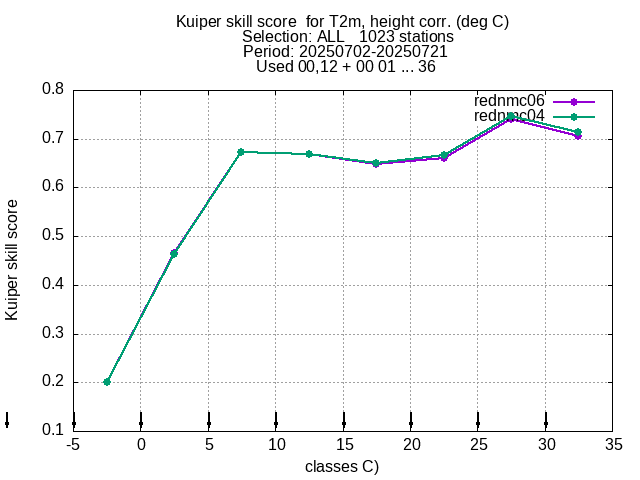 Kuiper skill score  for T2m, height corr. (deg C)
Selection: ALL   1023 stations
Period: 20250702-20250721
Used 00,12 + 00 01 ... 36
rednmc06
rednmc04
0.8
0.7
0.6
0.5
0.4
0.3
0.2
0.1
Kuiper skill score
-5 0 5 10 15 20 25 30 35
classes C)